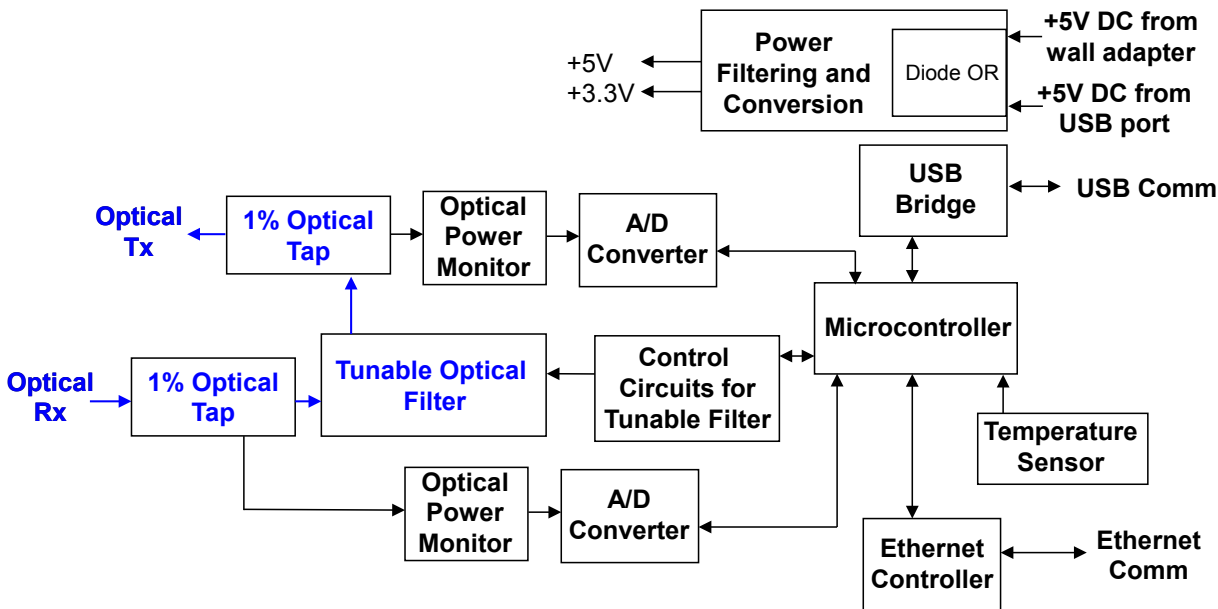 Power
Filtering and
Conversion
Diode OR
+5V DC from
wall adapter
+5V DC from
USB port
+5V
+3.3V
USB
Bridge
USB Comm
Optical
Tx
1% Optical
Tap
Optical
Power
Monitor
A/D
Converter
Microcontroller
Optical
Rx
1% Optical
Tap
Tunable Optical
Filter
Control
Circuits for
Tunable Filter
Temperature
Sensor
Optical
Power
Monitor
A/D
Converter
Ethernet
Controller
Ethernet
Comm